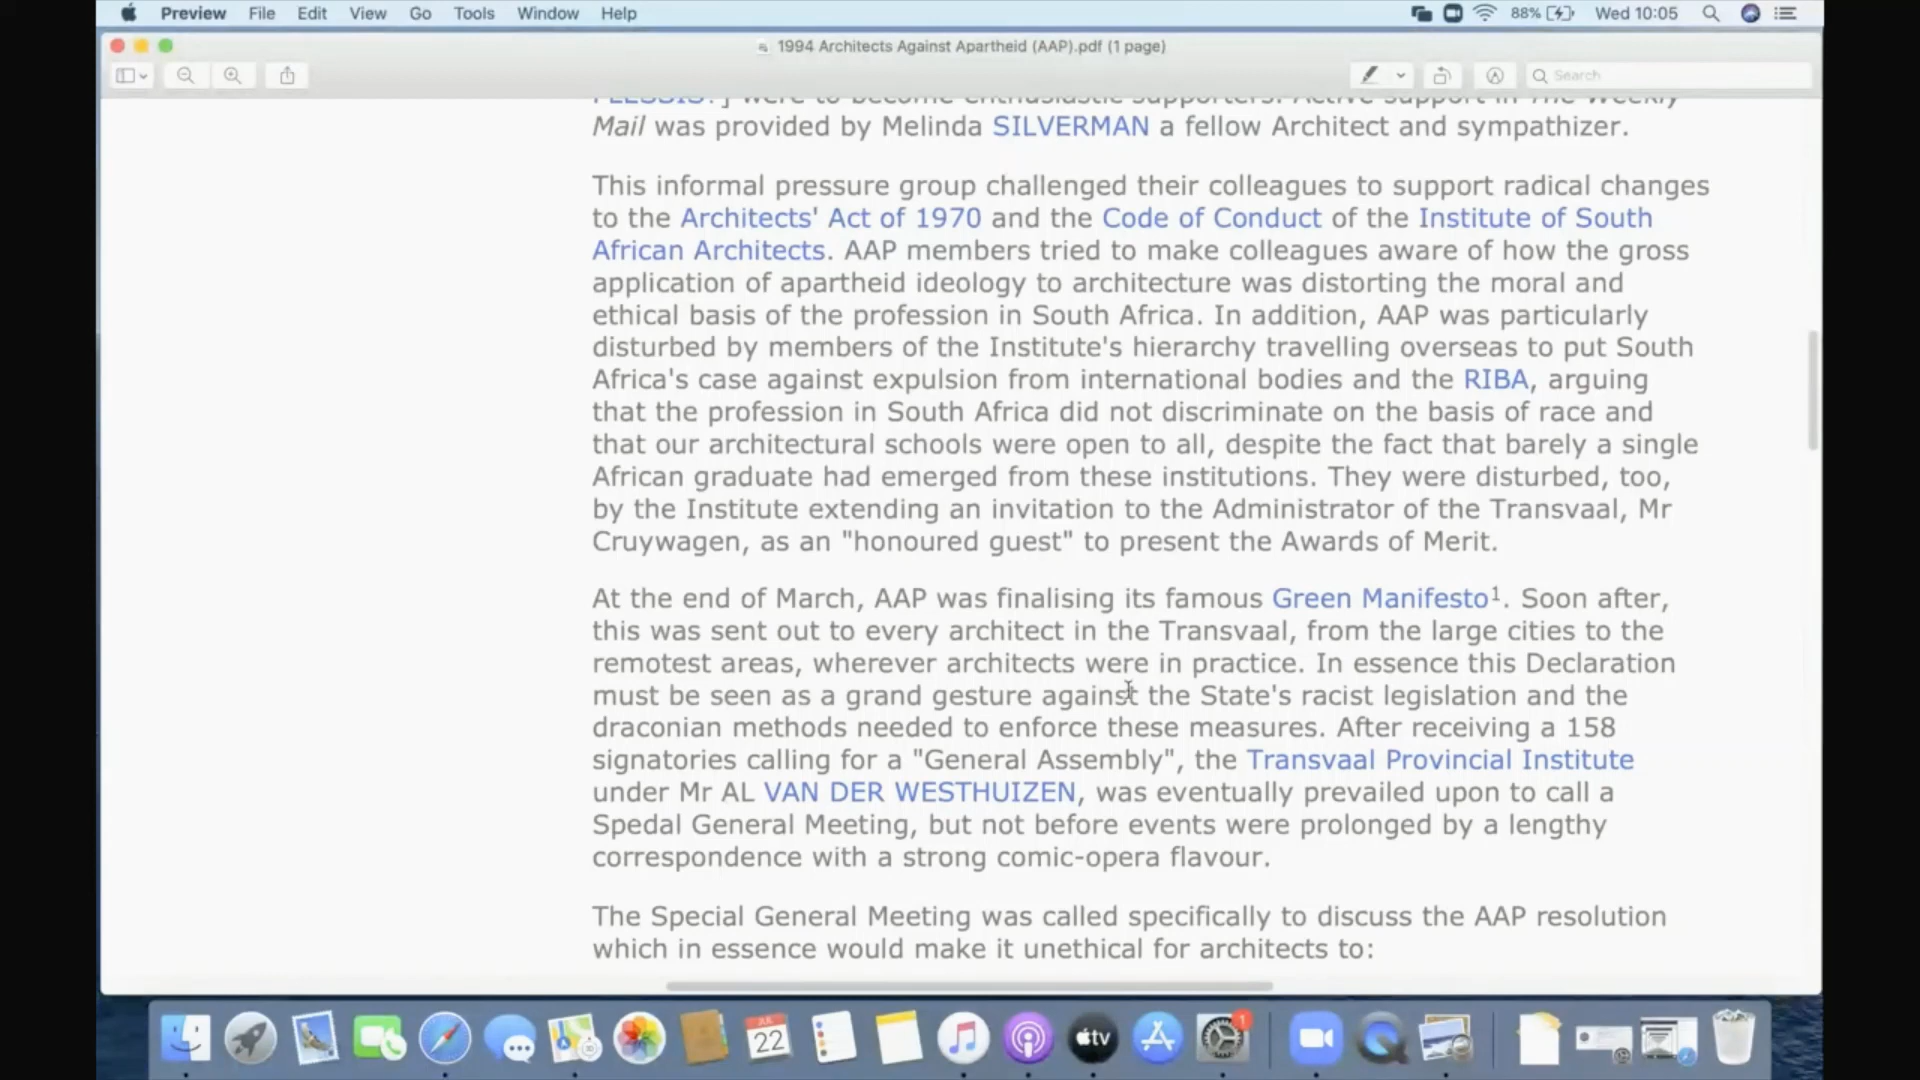 Preview File Edit View Go Tools Window Help 88% Wed 10:05
1994 Architects Against Apartheid (AAP).pdf (1 page)
Search
PLESSIS?] were to become enthusiastic supporters. Active support in The Weekly
Mail was provided by Melinda SILVERMAN a fellow Architect and sympathizer.
This informal pressure group challenged their colleagues to support radical changes
to the Architects' Act of 1970 and the Code of Conduct of the Institute of South
African Architects. AAP members tried to make colleagues aware of how the gross
application of apartheid ideology to architecture was distorting the moral and
ethical basis of the profession in South Africa. In addition, AAP was particularly
disturbed by members of the Institute's hierarchy travelling overseas to put South
Africa's case against expulsion from international bodies and the RIBA, arguing
that the profession in South Africa did not discriminate on the basis of race and
that our architectural schools were open to all, despite the fact that barely a single
African graduate had emerged from these institutions. They were disturbed, too,
by the Institute extending an invitation to the Administrator of the Transvaal, Mr
Cruywagen, as an "honoured guest" to present the Awards of Merit.
At the end of March, AAP was finalising its famous Green Manifesto¹. Soon after,
this was sent out to every architect in the Transvaal, from the large cities to the
remotest areas, wherever architects were in practice. In essence this Declaration
must be seen as a grand gesture against the State's racist legislation and the
draconian methods needed to enforce these measures. After receiving a 158
signatories calling for a "General Assembly", the Transvaal Provincial Institute
under Mr AL VAN DER WESTHUIZEN, was eventually prevailed upon to call a
Spedal General Meeting, but not before events were prolonged by a lengthy
correspondence with a strong comic-opera flavour.
The Special General Meeting was called specifically to discuss the AAP resolution
which in essence would make it unethical for architects to:
22
tv
1